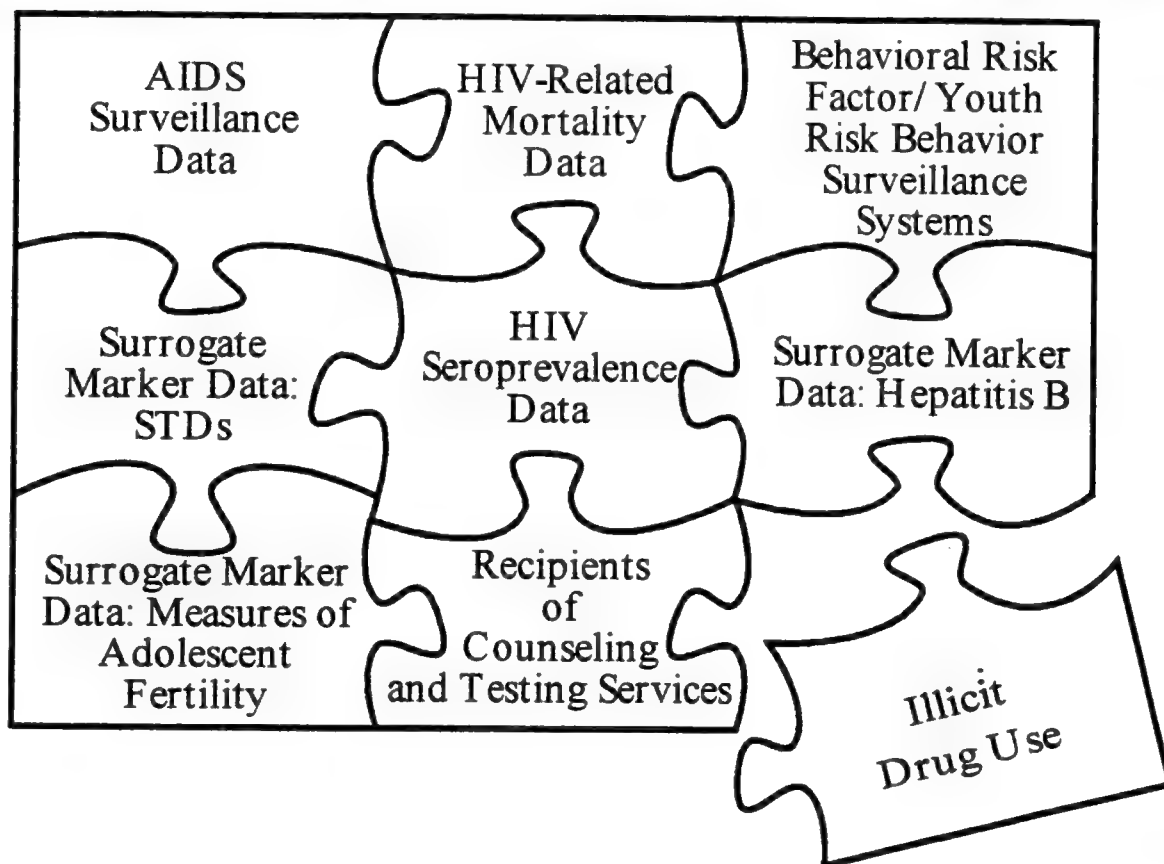 AIDS
Surveillance
Data
HIV-Related
Mortality
Data
Behavioral Risk
Factor/ Youth
Risk Behavior
Surveillance
Systems
Surrogate
Marker Data:
STDs
HIV
Seroprevalence
Data
Surrogate Marker
Data: Hepatitis B
Surrogate Marker
Data: Measures of
Adolescent
Fertility
Recipients
of
Counseling
and Testing Services
Illicit
Drug Use